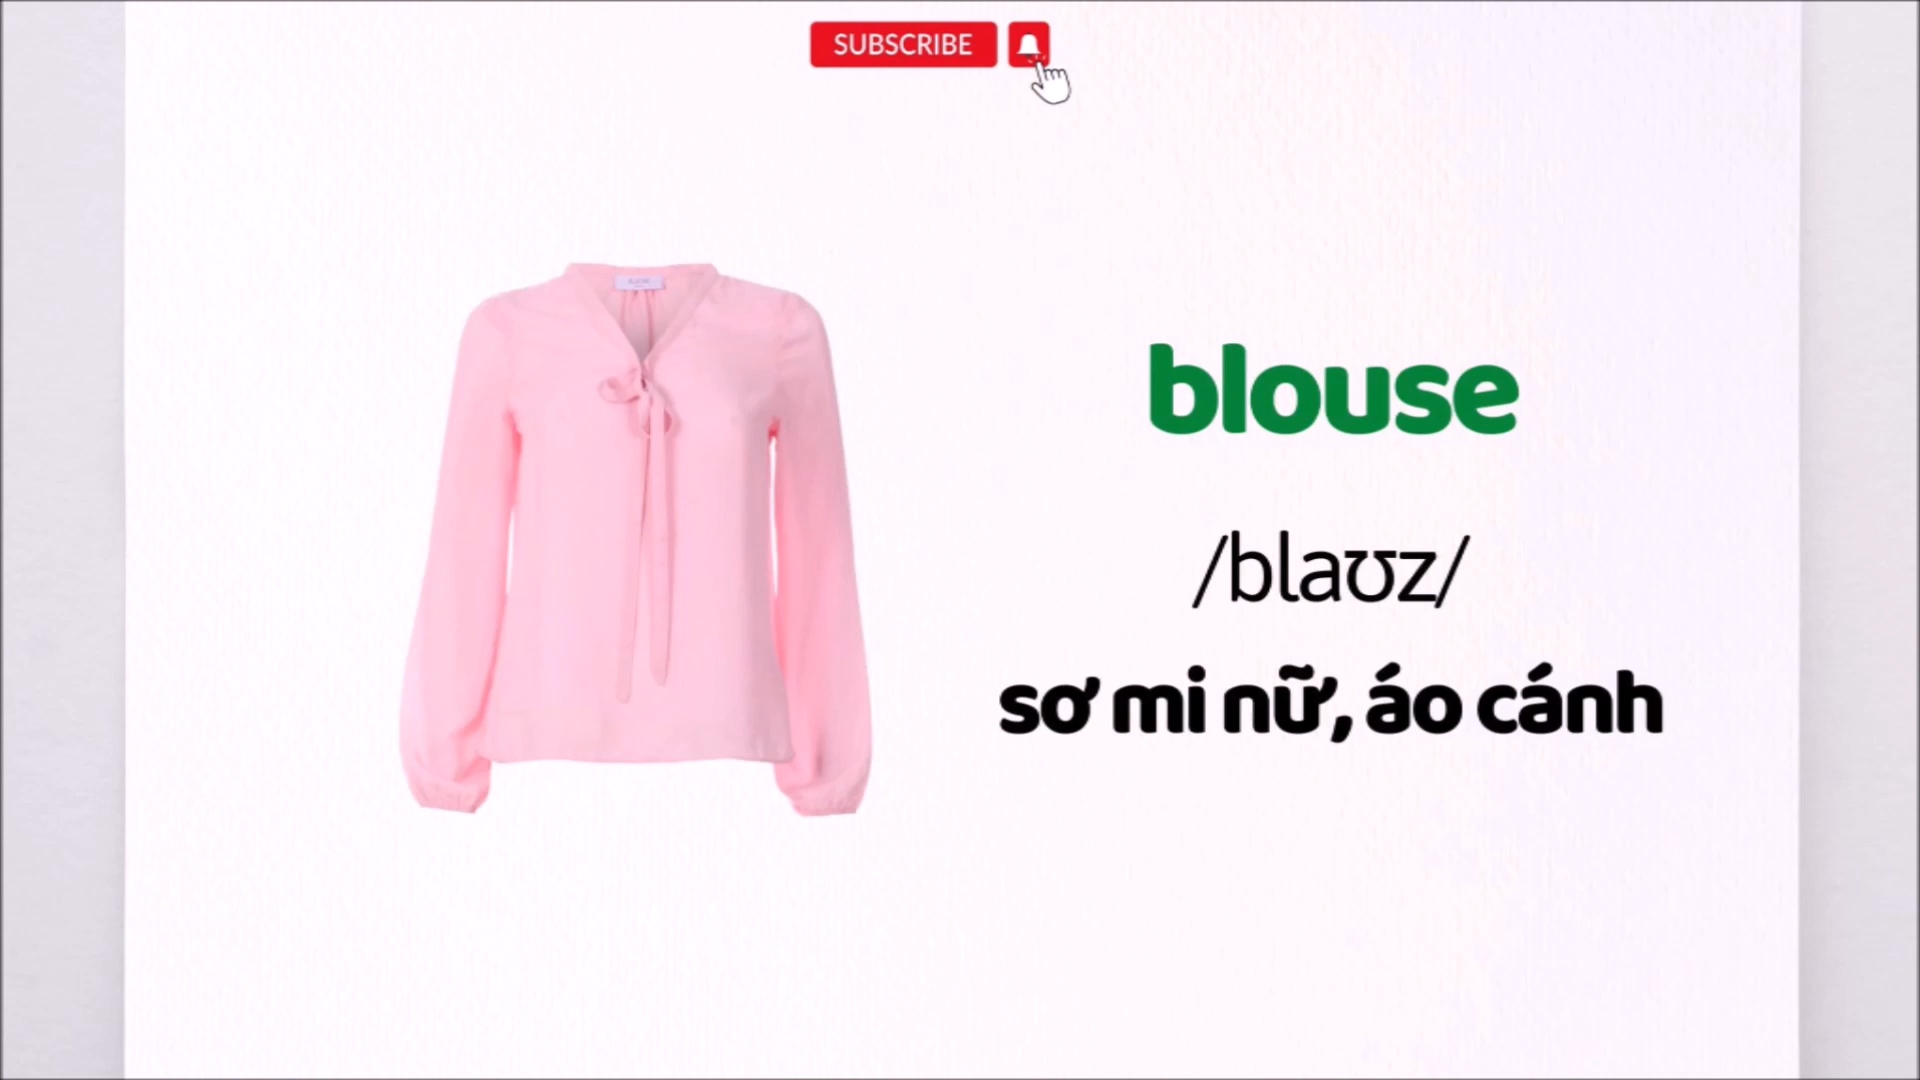 SUBSCRIBE
blouse
/blaʊz/
sơ mi nữ, áo cánh